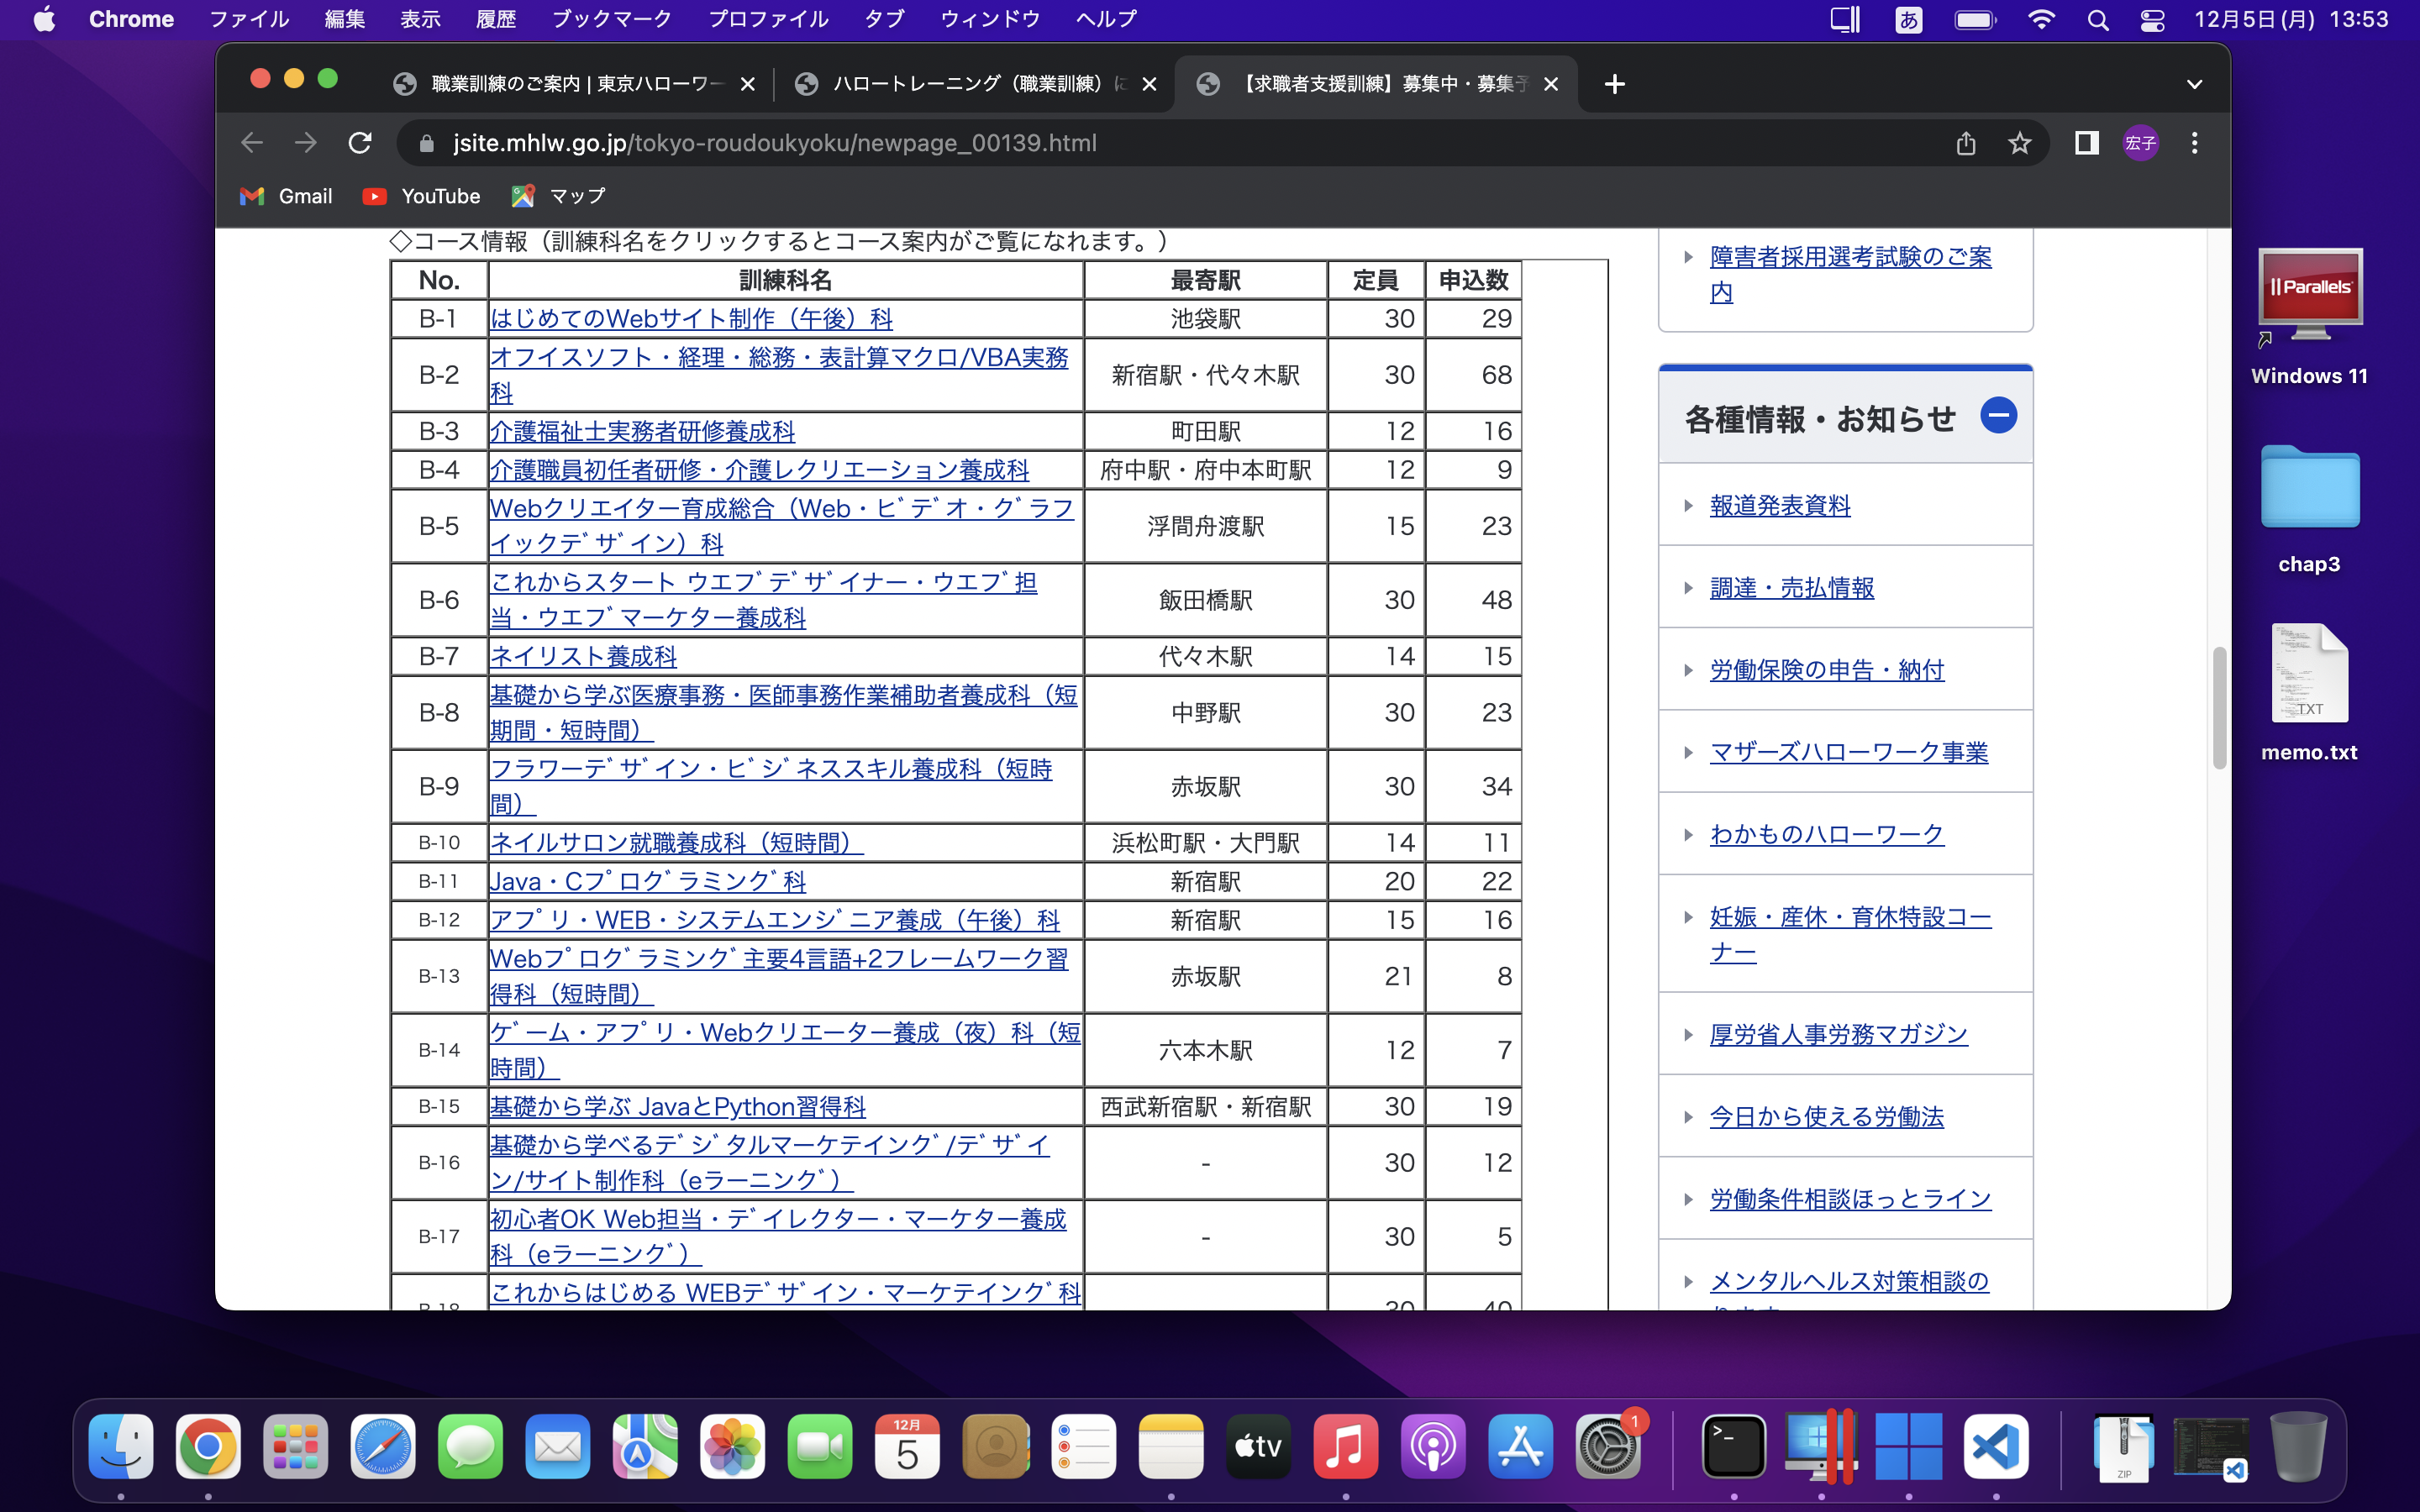 Chrome ファイル 編集 表示 履歴 ブックマーク プロファイル タブ ウィンドウ ヘルプ あ 12月5日(月) 13:53
職業訓練のご案内 | 東京ハローワー ハロートレーニング（職業訓練）に 【求職者支援訓練】募集中・募集予
jsite.mhlw.go.jp/tokyo-roudoukyoku/newpage_00139.html 宏子
Gmail YouTube マップ
◇コース情報（訓練科名をクリックするとコース案内がご覧になれます。）
No. 訓練科名 最寄駅 定員 申込数
B-1 はじめてのWebサイト制作（午後）科 池袋駅 30 29
B-2 オフイスソフト・経理・総務・表計算マクロ/VBA実務
科 新宿駅・代々木駅 30 68
B-3 介護福祉士実務者研修養成科 町田駅 12 16
B-4 介護職員初任者研修・介護レクリエーション養成科 府中駅・府中本町駅 12 9
B-5 Webクリエイター育成総合（Web・ビデオ・グラフ
イックデザイン）科 浮間舟渡駅 15 23
B-6 これからスタート ウエブデザイナー・ウエブ担
当・ウエブマーケター養成科 飯田橋駅 30 48
B-7 ネイリスト養成科 代々木駅 14 15
B-8 基礎から学ぶ医療事務・医師事務作業補助者養成科（短
期間・短時間） 中野駅 30 23
B-9 フラワーデザイン・ビジネススキル養成科（短時
間） 赤坂駅 30 34
B-10 ネイルサロン就職養成科（短時間） 浜松町駅・大門駅 14 11
B-11 Java・Cプログラミング科 新宿駅 20 22
B-12 アプリ・WEB・システムエンジニア養成（午後）科 新宿駅 15 16
B-13 Webプログラミング主要4言語+2フレームワーク習
得科（短時間） 赤坂駅 21 8
B-14 ゲーム・アプリ・Webクリエーター養成（夜）科（短
時間） 六本木駅 12 7
B-15 基礎から学ぶ JavaとPython習得科 西武新宿駅・新宿駅 30 19
B-16 基礎から学べるデジタルマーケテイング/デザイ
ン/サイト制作科（eラーニング） - 30 12
B-17 初心者OK Web担当・デイレクター・マーケター養成
科（eラーニング） - 30 5
B-18 これからはじめる WEBデザイン・マーケテイング科 30 40
障害者採用選考試験のご案
内
各種情報・お知らせ
報道発表資料
調達・売払情報
労働保険の申告・納付
マザーズハローワーク事業
わかものハローワーク
妊娠・産休・育休特設コー
ナー
厚労省人事労務マガジン
今日から使える労働法
労働条件相談ほっとライン
メンタルヘルス対策相談の
Parallels
Windows 11
chap3
TXT
memo.txt
12月
5
tv
1
>_
ZIP